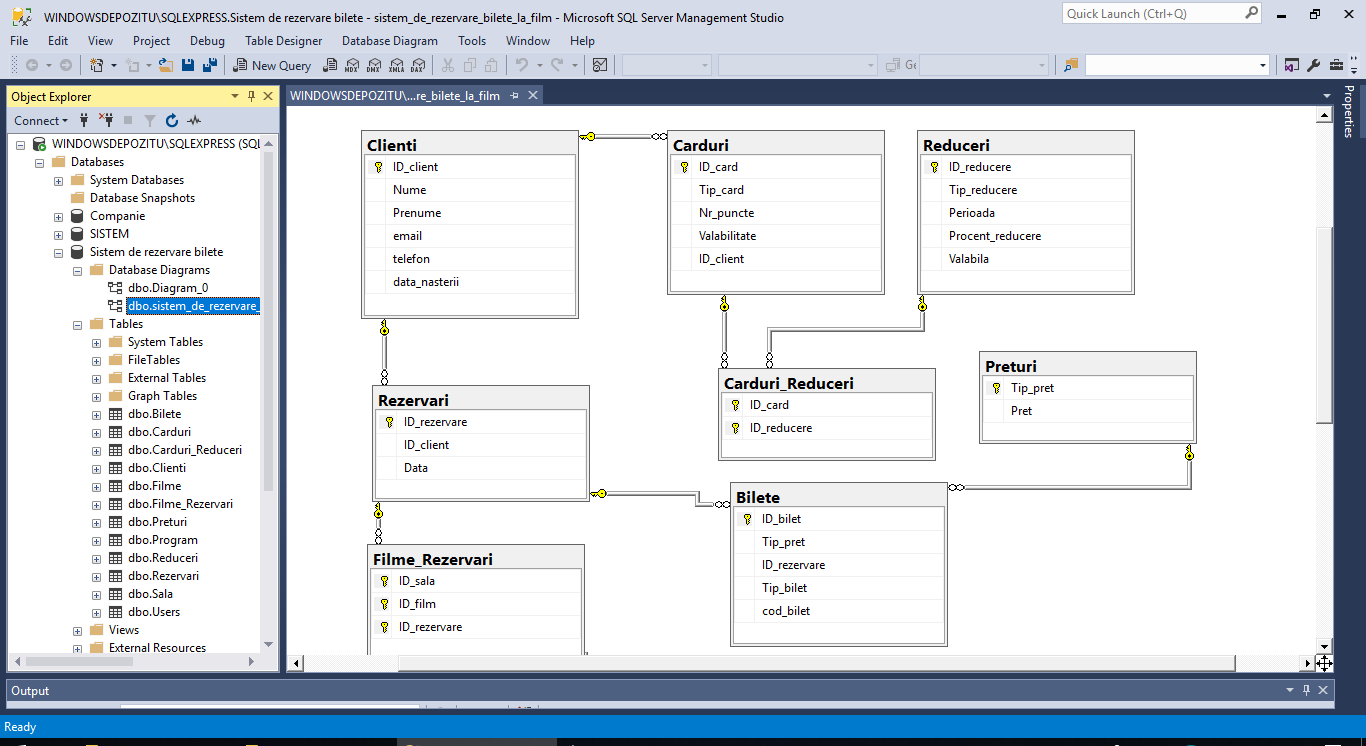 WINDOWSDEPOZITU\SQLEXPRESS.Sistem de rezervare bilete - sistem_de_rezervare_bilete_la_film - Microsoft SQL Server Management Studio
Quick Launch (Ctrl+Q)
File Edit View Project Debug Table Designer Database Diagram Tools Window Help
New Query MDX DMX XMLA DAX Ge
Object Explorer
Connect
WINDOWSDEPOZITU\SQLEXPRESS (SQL
Databases
System Databases
Database Snapshots
Companie
SISTEM
Sistem de rezervare bilete
Database Diagrams
dbo.Diagram_0
dbo.sistem_de_rezervare_
Tables
System Tables
FileTables
External Tables
Graph Tables
dbo.Bilete
dbo.Carduri
dbo.Carduri_Reduceri
dbo.Clienti
dbo.Filme
dbo.Filme_Rezervari
dbo.Preturi
dbo.Program
dbo.Reduceri
dbo.Rezervari
dbo.Sala
dbo.Users
Views
External Resources
WINDOWSDEPOZITU\...re_bilete_la_film
Clienti
ID_client
Nume
Prenume
email
telefon
data_nasterii
Carduri
ID_card
Tip_card
Nr_puncte
Valabilitate
ID_client
Reduceri
ID_reducere
Tip_reducere
Perioada
Procent_reducere
Valabila
Carduri_Reduceri
ID_card
ID_reducere
Preturi
Tip_pret
Pret
Rezervari
ID_rezervare
ID_client
Data
Bilete
ID_bilet
Tip_pret
ID_rezervare
Tip_bilet
cod_bilet
Filme_Rezervari
ID_sala
ID_film
ID_rezervare
Properties
Output
Ready